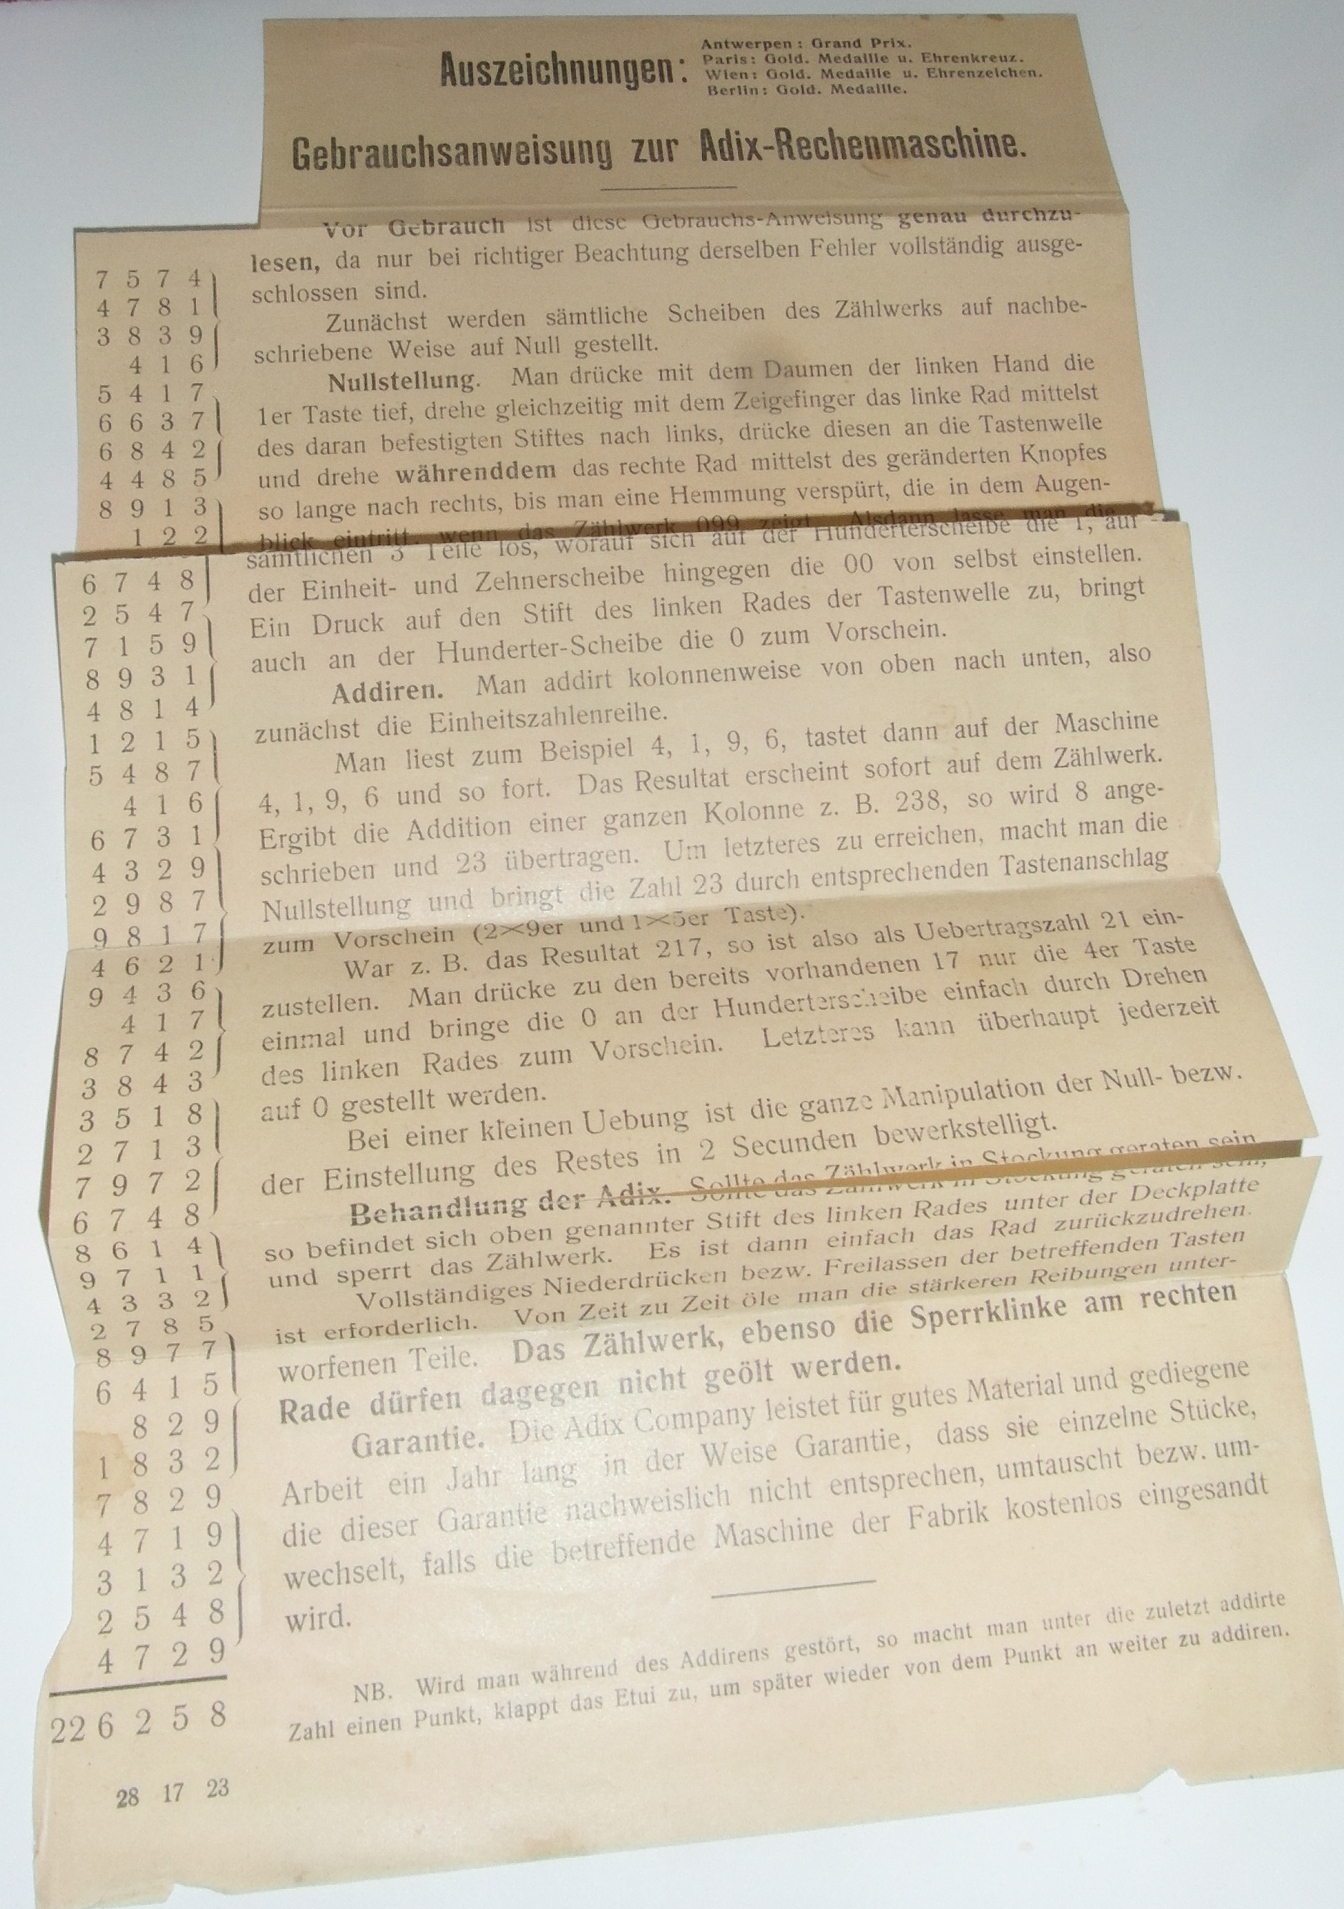 Auszeichnungen:
Antwerpen: Grand Prix.
Paris: Gold. Medaille u. Ehrenkreuz.
Wien: Gold. Medaille u. Ehrenzeichen.
Berlin: Gold. Medaille.
Gebrauchsanweisung zur Adix-Rechenmaschine.
7 5 7 4
4 7 8 1
3 8 3 9
4 1 6
5 4 1 7
6 6 3 7
6 8 4 2
4 4 8 5
8 9 1 3
1 2 2
6 7 4 8
2 5 4 7
7 1 5 9
8 9 3 1
4 8 1 4
1 2 1 5
5 4 8 7
4 1 6
6 7 3 1
4 3 2 9
2 9 8 7
9 8 1 7
4 6 2 1
9 4 3 6
4 1 7
8 7 4 2
3 8 4 3
3 5 1 8
2 7 1 3
7 9 7 2
6 7 4 8
8 6 1 4
9 7 1 1
4 3 3 2
2 7 8 5
8 9 7 7
6 4 1 5
8 2 9
1 8 3 2
7 8 2 9
4 7 1 9
3 1 3 2
2 5 4 8
4 7 2 9
22 6 2 5 8
28 17 23
Vor Gebrauch ist diese Gebrauchs-Anweisung genau durchzu-
lesen, da nur bei richtiger Beachtung derselben Fehler vollständig ausge-
schlossen sind.
Zunächst werden sämtliche Scheiben des Zählwerks auf nachbe-
schriebene Weise auf Null gestellt.
Nullstellung. Man drücke mit dem Daumen der linken Hand die
1er Taste tief, drehe gleichzeitig mit dem Zeigefinger das linke Rad mittelst
des daran befestigten Stiftes nach links, drücke diesen an die Tastenwelle
und drehe währenddem das rechte Rad mittelst des geränderten Knopfes
so lange nach rechts, bis man eine Hemmung verspürt, die in dem Augen-
blick eintritt, wenn das Zählwerk 099 zeigt. Alsdann lasse man die
sämtlichen 3 Teile los, worauf sich auf der Hunderterscheibe die 1, auf
der Einheit- und Zehnerscheibe hingegen die 00 von selbst einstellen.
Ein Druck auf den Stift des linken Rades der Tastenwelle zu, bringt
auch an der Hunderter-Scheibe die 0 zum Vorschein.
Addiren. Man addirt kolonnenweise von oben nach unten, also
zunächst die Einheitszahlenreihe.
Man liest zum Beispiel 4, 1, 9, 6, tastet dann auf der Maschine
4, 1, 9, 6 und so fort. Das Resultat erscheint sofort auf dem Zählwerk.
Ergibt die Addition einer ganzen Kolonne z. B. 238, so wird 8 ange-
schrieben und 23 übertragen. Um letzteres zu erreichen, macht man die
Nullstellung und bringt die Zahl 23 durch entsprechenden Tastenanschlag
zum Vorschein (2×9er und 1×5er Taste).
War z. B. das Resultat 217, so ist also als Uebertragszahl 21 ein-
zustellen. Man drücke zu den bereits vorhandenen 17 nur die 4er Taste
einmal und bringe die 0 an der Hunderterscheibe einfach durch Drehen
des linken Rades zum Vorschein. Letzteres kann überhaupt jederzeit
auf 0 gestellt werden.
Bei einer kleinen Uebung ist die ganze Manipulation der Null- bezw.
der Einstellung des Restes in 2 Secunden bewerkstelligt.
Behandlung der Adix. Sollte das Zählwerk in Stockung geraten sein,
so befindet sich oben genannter Stift des linken Rades unter der Deckplatte
und sperrt das Zählwerk. Es ist dann einfach das Rad zurückzudrehen.
Vollständiges Niederdrücken bezw. Freilassen der betreffenden Tasten
ist erforderlich. Von Zeit zu Zeit öle man die stärkeren Reibungen unter-
worfenen Teile. Das Zählwerk, ebenso die Sperrklinke am rechten
Rade dürfen dagegen nicht geölt werden.
Garantie. Die Adix Company leistet für gutes Material und gediegene
Arbeit ein Jahr lang in der Weise Garantie, dass sie einzelne Stücke,
die dieser Garantie nachweislich nicht entsprechen, umtauscht bezw. um-
wechselt, falls die betreffende Maschine der Fabrik kostenlos eingesandt
wird.
NB. Wird man während des Addirens gestört, so macht man unter die zuletzt addirte
Zahl einen Punkt, klappt das Etui zu, um später wieder von dem Punkt an weiter zu addiren.